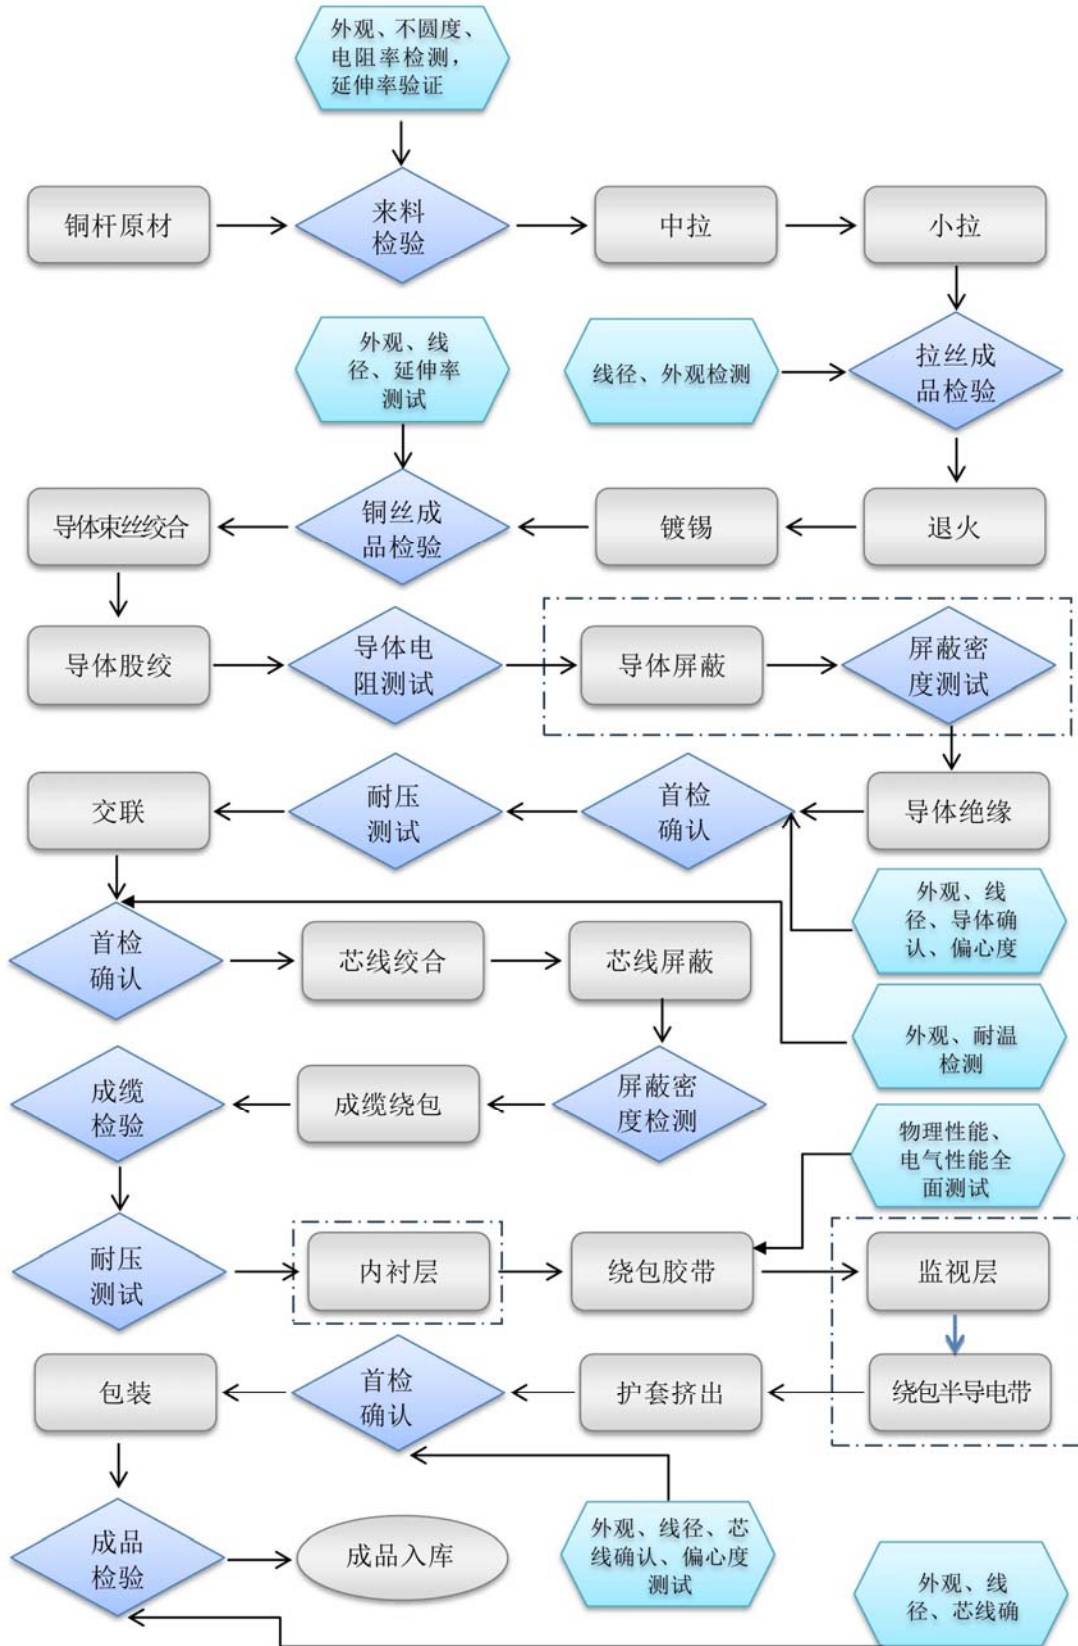 外观、不圆度、
电阻率检测,
延伸率验证
铜杆原材
来料
检验
中拉
小拉
外观、线
径、延伸率
测试
线径、外观检测
拉丝成
品检验
导体束丝绞合
铜丝成
品检验
镀锡
退火
导体股绞
导体电
阻测试
导体屏蔽
屏蔽密
度测试
交联
耐压
测试
首检
确认
导体绝缘
外观、线
径、导体确
认、偏心度
首检
确认
芯线绞合
芯线屏蔽
外观、耐温
检测
成缆
检验
成缆绕包
屏蔽密
度检测
物理性能、
电气性能全
面测试
耐压
测试
内衬层
绕包胶带
监视层
包装
首检
确认
护套挤出
绕包半导电带
成品
检验
成品入库
外观、线径、芯
线确认、偏心度
测试
外观、线
径、芯线确